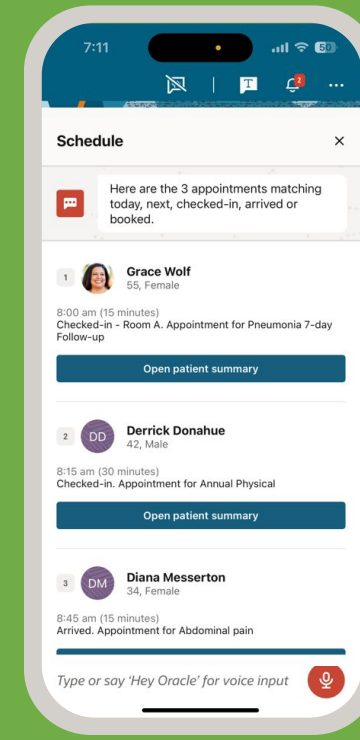 7:11
50
T
2
Schedule
Here are the 3 appointments matching
today, next, checked-in, arrived or
booked.
1
Grace Wolf
55, Female
8:00 am (15 minutes)
Checked-in - Room A. Appointment for Pneumonia 7-day
Follow-up
Open patient summary
2
DD
Derrick Donahue
42, Male
8:15 am (30 minutes)
Checked-in. Appointment for Annual Physical
Open patient summary
3
DM
Diana Messerton
34, Female
8:45 am (15 minutes)
Arrived. Appointment for Abdominal pain
Type or say ‘Hey Oracle’ for voice input